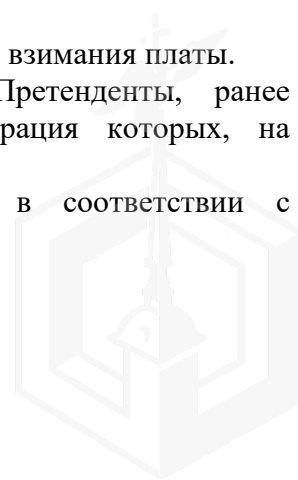 взимания платы.
Претенденты, ранее
рация которых, на
в соответствии с